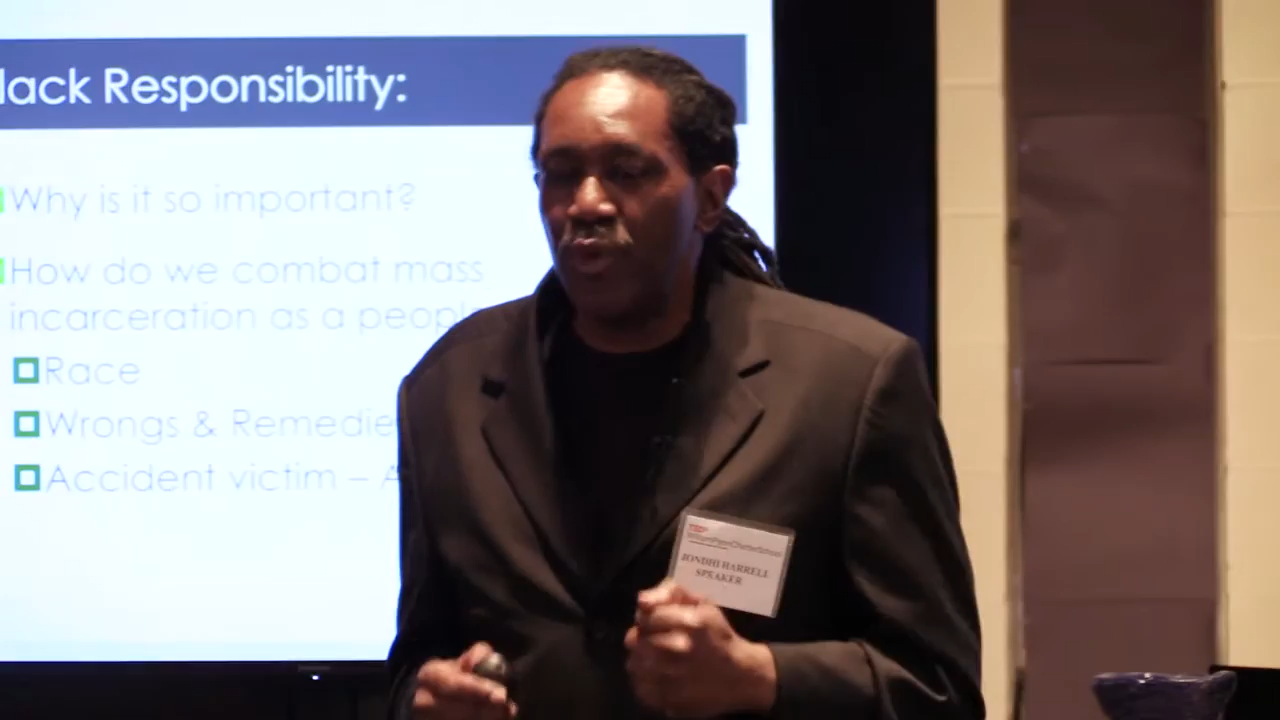 lack Responsibility:
Why is it so important?
How do we combat mass
incarceration as a peopl
Race
Wrongs & Remedie
Accident victim – A
WilliamPennCharterSchool
JONDHI HARRELL
SPEAKER